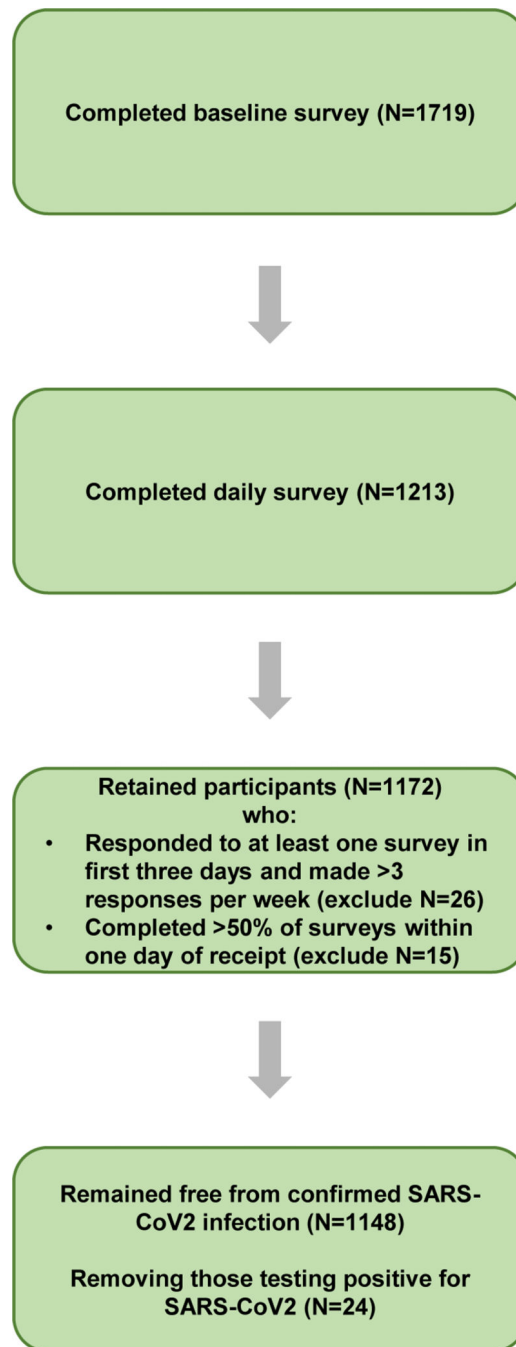 Completed baseline survey (N=1719)
Completed daily survey (N=1213)
Retained participants (N=1172)
who:
• Responded to at least one survey in
first three days and made >3
responses per week (exclude N=26)
• Completed >50% of surveys within
one day of receipt (exclude N=15)
Remained free from confirmed SARS-
CoV2 infection (N=1148)
Removing those testing positive for
SARS-CoV2 (N=24)